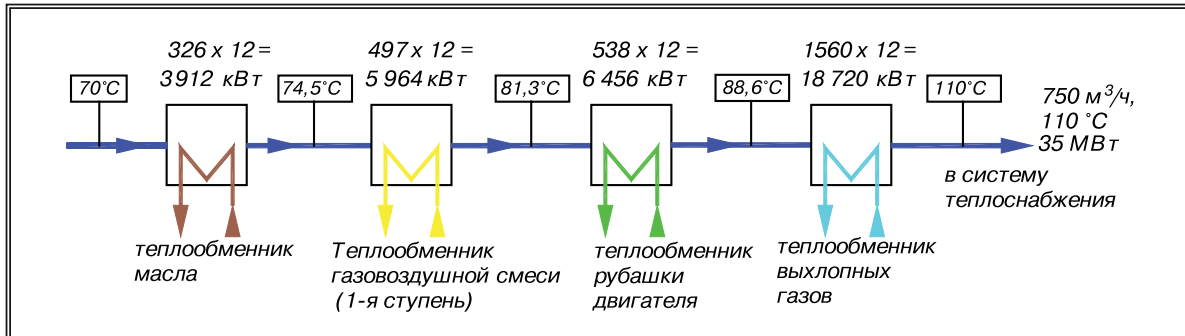 326 x 12 =
3912 кВт
497 x 12 =
5 964 кВт
538 x 12 =
6 456 кВт
1560 x 12 =
18 720 кВт
70°C
74,5°C
81,3°C
88,6°C
110°C
750 м³/ч,
110 °C
35 МВт
в систему
теплоснабжения
теплообменник
масла
Теплообменник
газовоздушной смеси
(1-я ступень)
теплообменник
рубашки
двигателя
теплообменник
выхлопных
газов